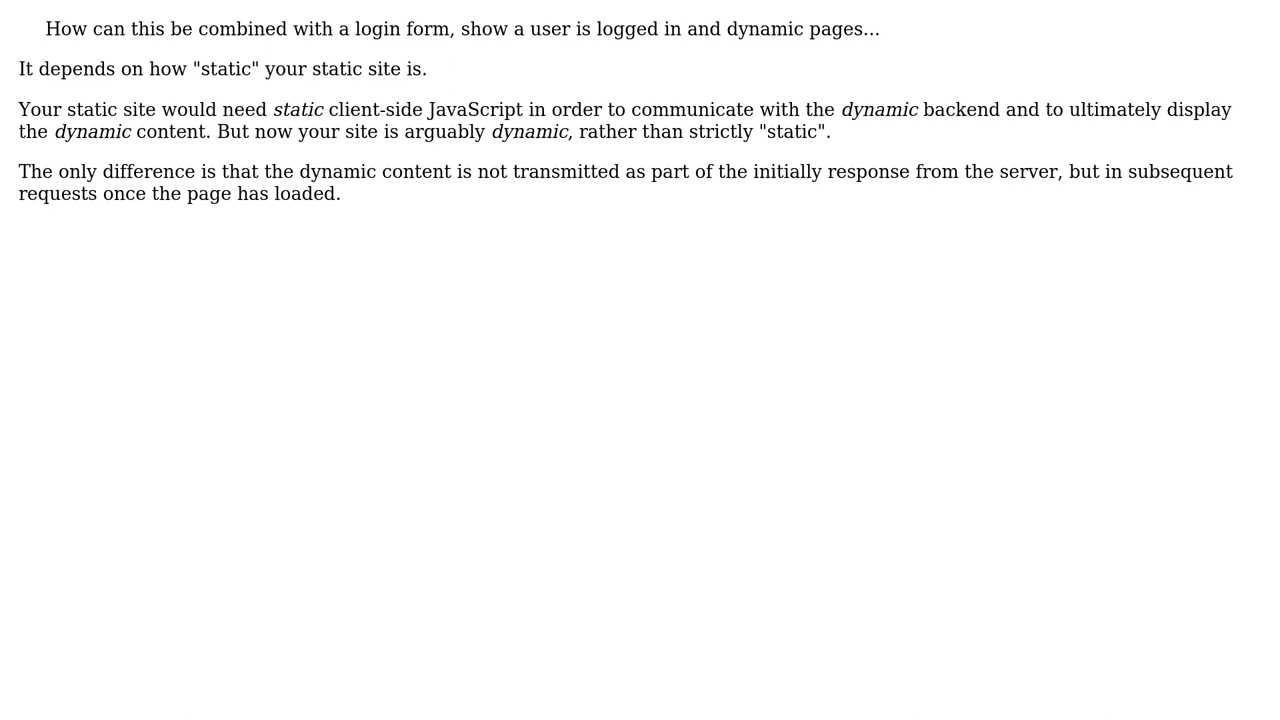 How can this be combined with a login form, show a user is logged in and dynamic pages...
It depends on how "static" your static site is.
Your static site would need static client-side JavaScript in order to communicate with the dynamic backend and to ultimately display
the dynamic content. But now your site is arguably dynamic, rather than strictly "static".
The only difference is that the dynamic content is not transmitted as part of the initially response from the server, but in subsequent
requests once the page has loaded.